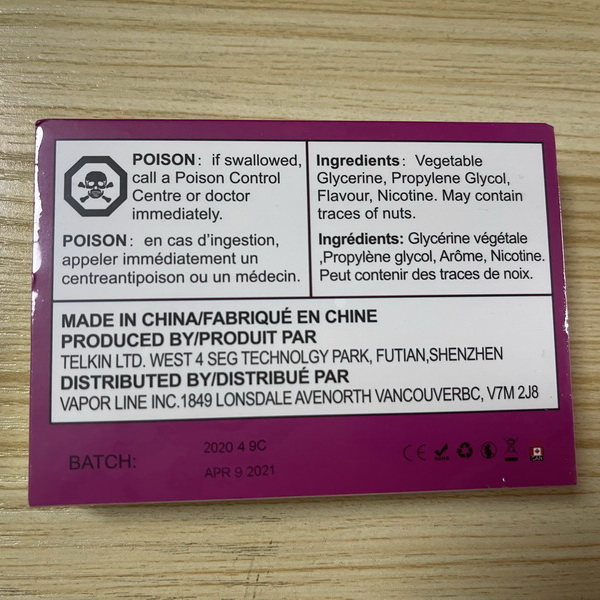 POISON: if swallowed,
call a Poison Control
Centre or doctor
immediately.
POISON: en cas d'ingestion,
appeler immédiatement un
centreantipoison ou un médecin.
Ingredients: Vegetable
Glycerine, Propylene Glycol,
Flavour, Nicotine. May contain
traces of nuts.
Ingrédients: Glycérine végétale
,Propylène glycol, Arôme, Nicotine.
Peut contenir des traces de noix.
MADE IN CHINA/FABRIQUÉ EN CHINE
PRODUCED BY/PRODUIT PAR
TELKIN LTD. WEST 4 SEG TECHNOLGY PARK, FUTIAN,SHENZHEN
DISTRIBUTED BY/DISTRIBUÉ PAR
VAPOR LINE INC.1849 LONSDALE AVENORTH VANCOUVERBC, V7M 2J8
BATCH:
2020 4 9C
APR 9 2021
CE